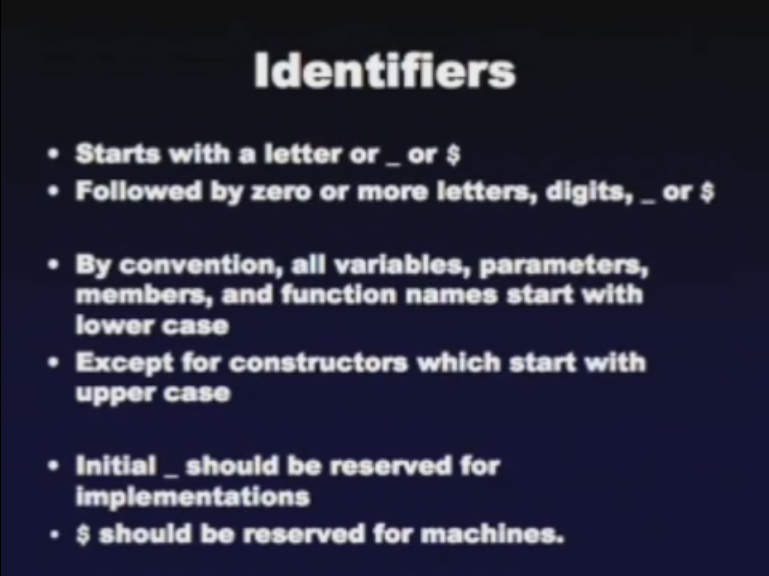 Identifiers
• Starts with a letter or _ or $
• Followed by zero or more letters, digits, _ or $
• By convention, all variables, parameters,
members, and function names start with
lower case
• Except for constructors which start with
upper case
• Initial _ should be reserved for
implementations
• $ should be reserved for machines.